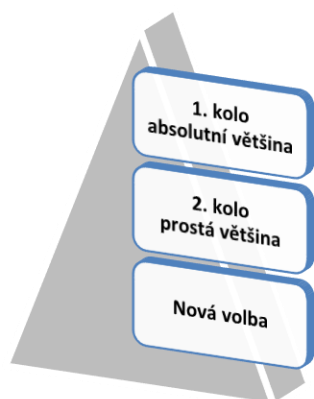 1. kolo
absolutní většina
2. kolo
prostá většina
Nová volba